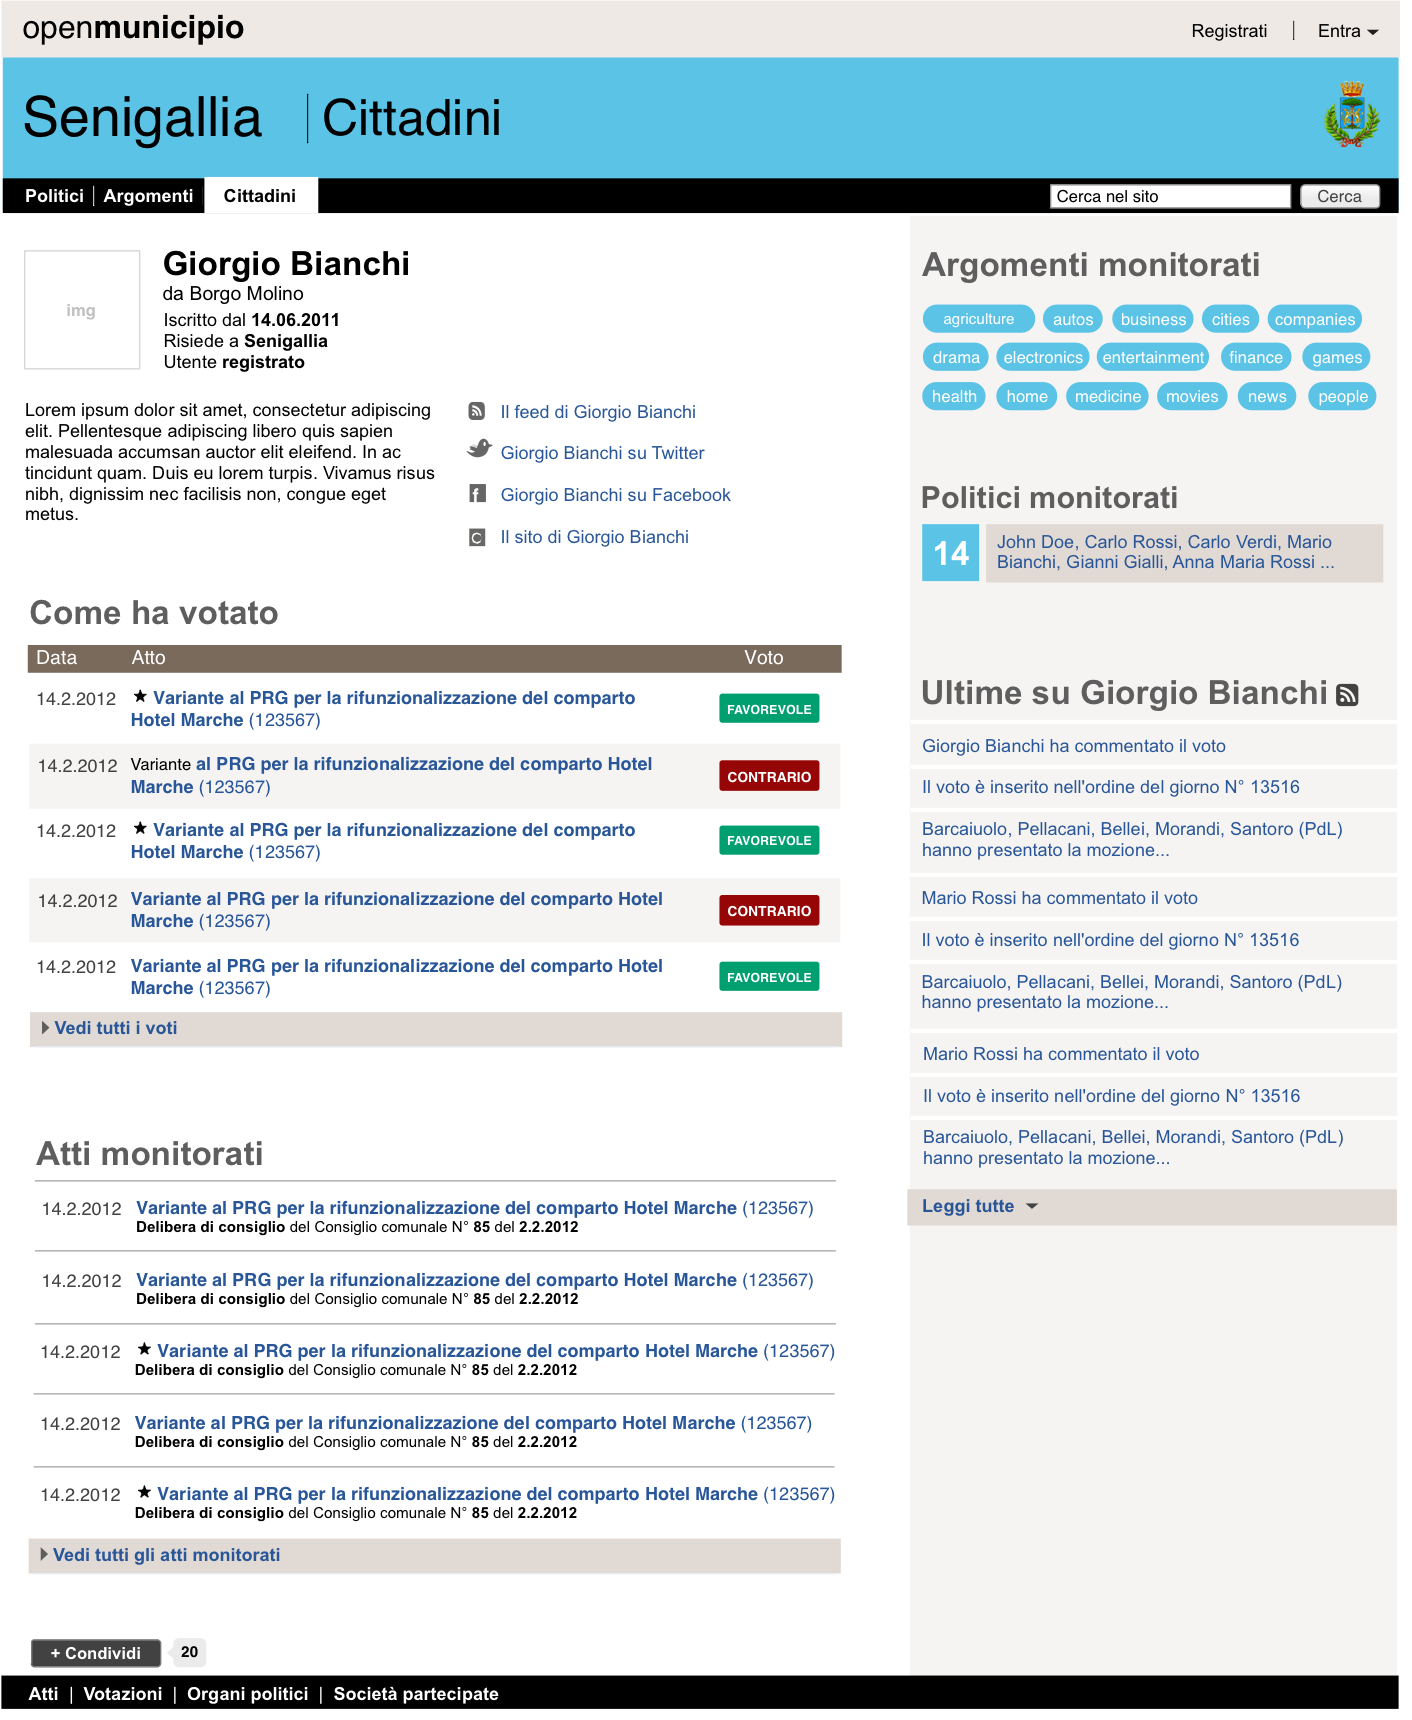 openmunicipio
Registrati | Entra
Senigallia | Cittadini
Politici | Argomenti Cittadini
Cerca nel sito Cerca
img
Giorgio Bianchi
da Borgo Molino
Iscritto dal 14.06.2011
Risiede a Senigallia
Utente registrato
Lorem ipsum dolor sit amet, consectetur adipiscing
elit. Pellentesque adipiscing libero quis sapien
malesuada accumsan auctor elit eleifend. In ac
tincidunt quam. Duis eu lorem turpis. Vivamus risus
nibh, dignissim nec facilisis non, congue eget
metus.
Il feed di Giorgio Bianchi
Giorgio Bianchi su Twitter
Giorgio Bianchi su Facebook
Il sito di Giorgio Bianchi
Come ha votato
Data Atto Voto
14.2.2012 ★ Variante al PRG per la rifunzionalizzazione del comparto
Hotel Marche (123567)
FAVOREVOLE
14.2.2012 Variante al PRG per la rifunzionalizzazione del comparto Hotel
Marche (123567)
CONTRARIO
14.2.2012 ★ Variante al PRG per la rifunzionalizzazione del comparto
Hotel Marche (123567)
FAVOREVOLE
14.2.2012 Variante al PRG per la rifunzionalizzazione del comparto Hotel
Marche (123567)
CONTRARIO
14.2.2012 Variante al PRG per la rifunzionalizzazione del comparto Hotel
Marche (123567)
FAVOREVOLE
Vedi tutti i voti
Atti monitorati
14.2.2012 Variante al PRG per la rifunzionalizzazione del comparto Hotel Marche (123567)
Delibera di consiglio del Consiglio comunale N° 85 del 2.2.2012
14.2.2012 Variante al PRG per la rifunzionalizzazione del comparto Hotel Marche (123567)
Delibera di consiglio del Consiglio comunale N° 85 del 2.2.2012
14.2.2012 ★ Variante al PRG per la rifunzionalizzazione del comparto Hotel Marche (123567)
Delibera di consiglio del Consiglio comunale N° 85 del 2.2.2012
14.2.2012 Variante al PRG per la rifunzionalizzazione del comparto Hotel Marche (123567)
Delibera di consiglio del Consiglio comunale N° 85 del 2.2.2012
14.2.2012 ★ Variante al PRG per la rifunzionalizzazione del comparto Hotel Marche (123567)
Delibera di consiglio del Consiglio comunale N° 85 del 2.2.2012
Vedi tutti gli atti monitorati
+ Condividi 20
Argomenti monitorati
agriculture autos business cities companies
drama electronics entertainment finance games
health home medicine movies news people
Politici monitorati
14
John Doe, Carlo Rossi, Carlo Verdi, Mario
Bianchi, Gianni Gialli, Anna Maria Rossi ...
Ultime su Giorgio Bianchi
Giorgio Bianchi ha commentato il voto
Il voto è inserito nell'ordine del giorno N° 13516
Barcaiuolo, Pellacani, Bellei, Morandi, Santoro (PdL)
hanno presentato la mozione...
Mario Rossi ha commentato il voto
Il voto è inserito nell'ordine del giorno N° 13516
Barcaiuolo, Pellacani, Bellei, Morandi, Santoro (PdL)
hanno presentato la mozione...
Mario Rossi ha commentato il voto
Il voto è inserito nell'ordine del giorno N° 13516
Barcaiuolo, Pellacani, Bellei, Morandi, Santoro (PdL)
hanno presentato la mozione...
Leggi tutte
Atti | Votazioni | Organi politici | Società partecipate